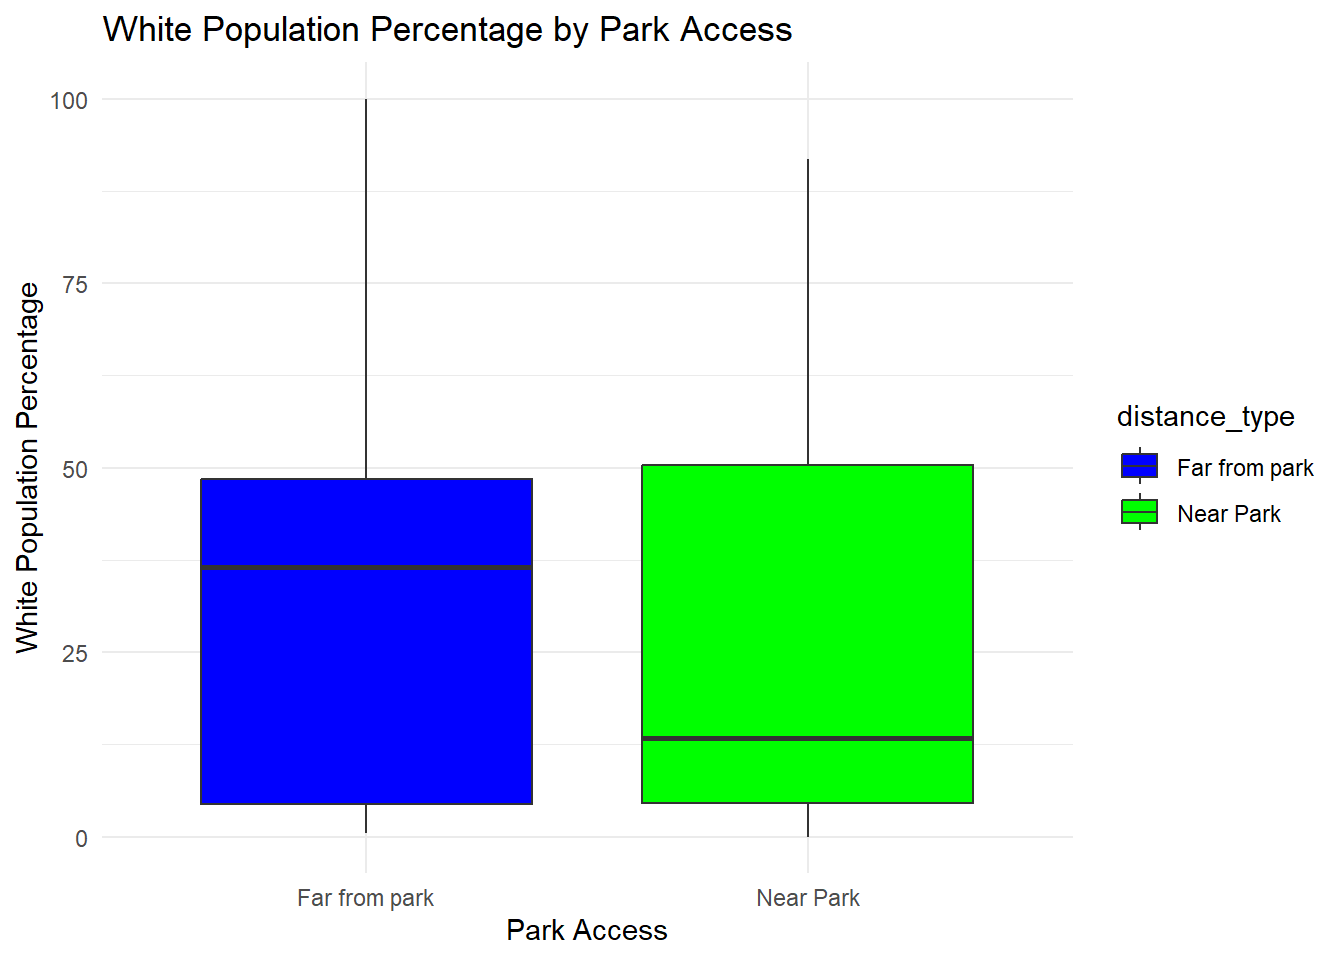 White Population Percentage by Park Access
White Population Percentage
100
75
50
25
0
Far from park
Near Park
Park Access
distance_type
Far from park
Near Park